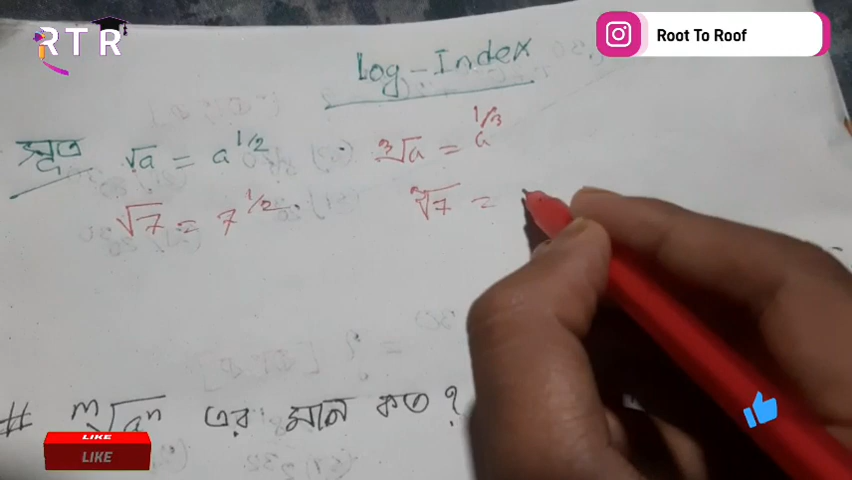 RTR
Root To Roof
Log-Index
সূত্র √a = a^1/2 ∛a = a^1/3
√7 = 7^1/2 ∛7 =
# ᵐ√aⁿ এর মান কত?
LIKE
LIKE